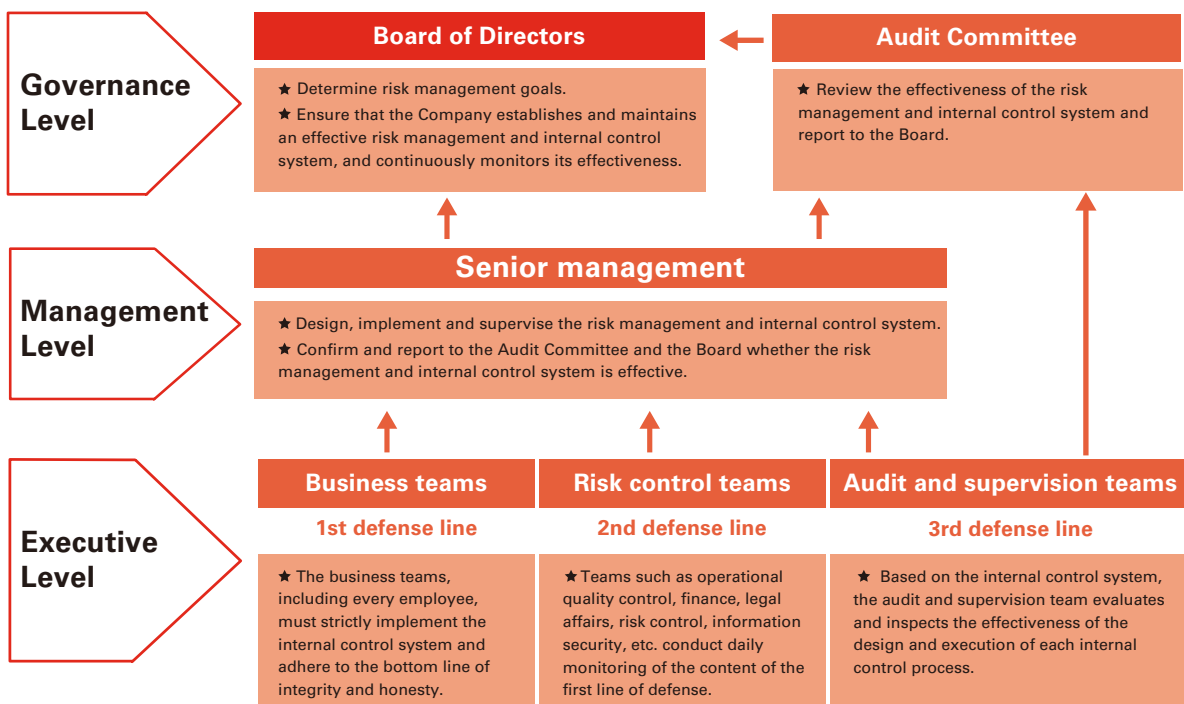 Governance
Level
Board of Directors
★ Determine risk management goals.
★ Ensure that the Company establishes and maintains
an effective risk management and internal control
system, and continuously monitors its effectiveness.
Audit Committee
★ Review the effectiveness of the risk
management and internal control system and
report to the Board.
Management
Level
Senior management
★ Design, implement and supervise the risk management and internal control system.
★ Confirm and report to the Audit Committee and the Board whether the risk
management and internal control system is effective.
Executive
Level
Business teams
1st defense line
★ The business teams,
including every employee,
must strictly implement the
internal control system and
adhere to the bottom line of
integrity and honesty.
Risk control teams
2nd defense line
★ Teams such as operational
quality control, finance, legal
affairs, risk control, information
security, etc. conduct daily
monitoring of the content of the
first line of defense.
Audit and supervision teams
3rd defense line
★ Based on the internal control system,
the audit and supervision team evaluates
and inspects the effectiveness of the
design and execution of each internal
control process.